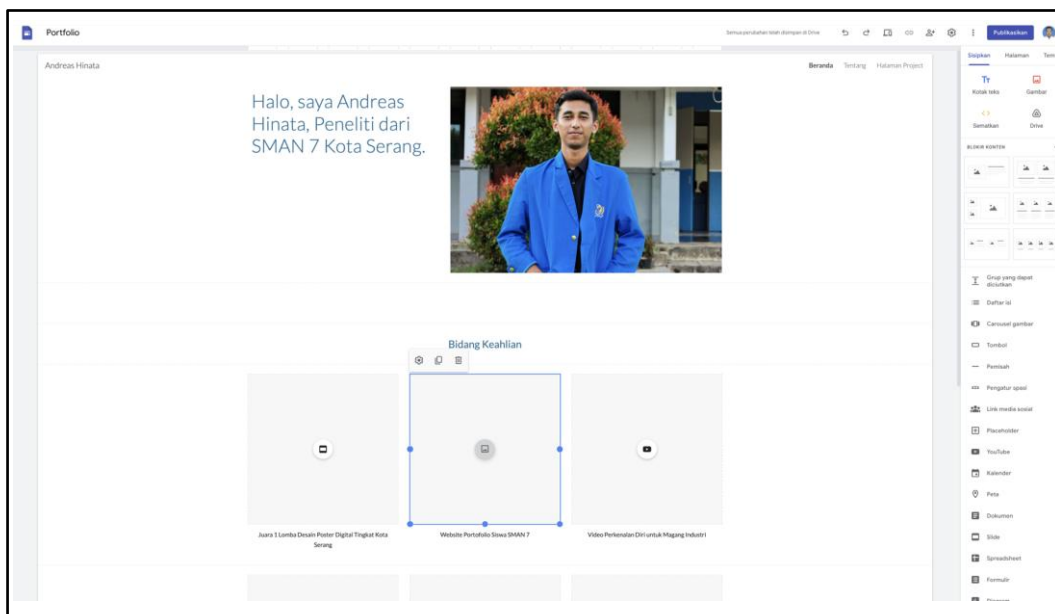 Portfolio
Semua perubahan telah disimpan di Drive
Publikasikan
Andreas Hinata
Beranda
Tentang
Halaman Project
Halo, saya Andreas
Hinata, Peneliti dari
SMAN 7 Kota Serang.
Bidang Keahlian
Juara 1 Lomba Desain Poster Digital Tingkat Kota
Serang
Website Portofolio Siswa SMAN 7
Video Perkenalan Diri untuk Magang Industri
Sisipkan
Halaman
Tem
Kotak teks
Gambar
Sematkan
Drive
BLOKIR KONTEN
Grup yang dapat
diciutkan
Daftar isi
Carousel gambar
Tombol
Pemisah
Pengatur spasi
Link media sosial
Placeholder
YouTube
Kalender
Peta
Dokumen
Slide
Spreadsheet
Formulir
Diagram